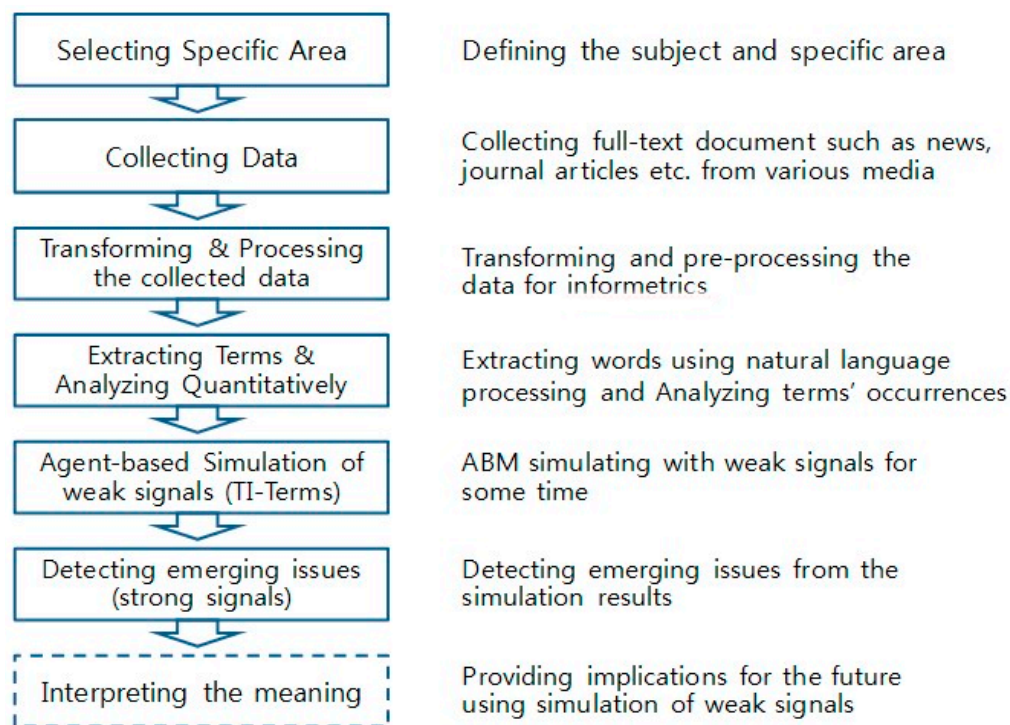 Selecting Specific Area
Defining the subject and specific area
Collecting Data
Collecting full-text document such as news,
journal articles etc. from various media
Transforming & Processing
the collected data
Transforming and pre-processing the
data for informetrics
Extracting Terms &
Analyzing Quantitatively
Extracting words using natural language
processing and Analyzing terms’ occurrences
Agent-based Simulation of
weak signals (TI-Terms)
ABM simulating with weak signals for
some time
Detecting emerging issues
(strong signals)
Detecting emerging issues from the
simulation results
Interpreting the meaning
Providing implications for the future
using simulation of weak signals